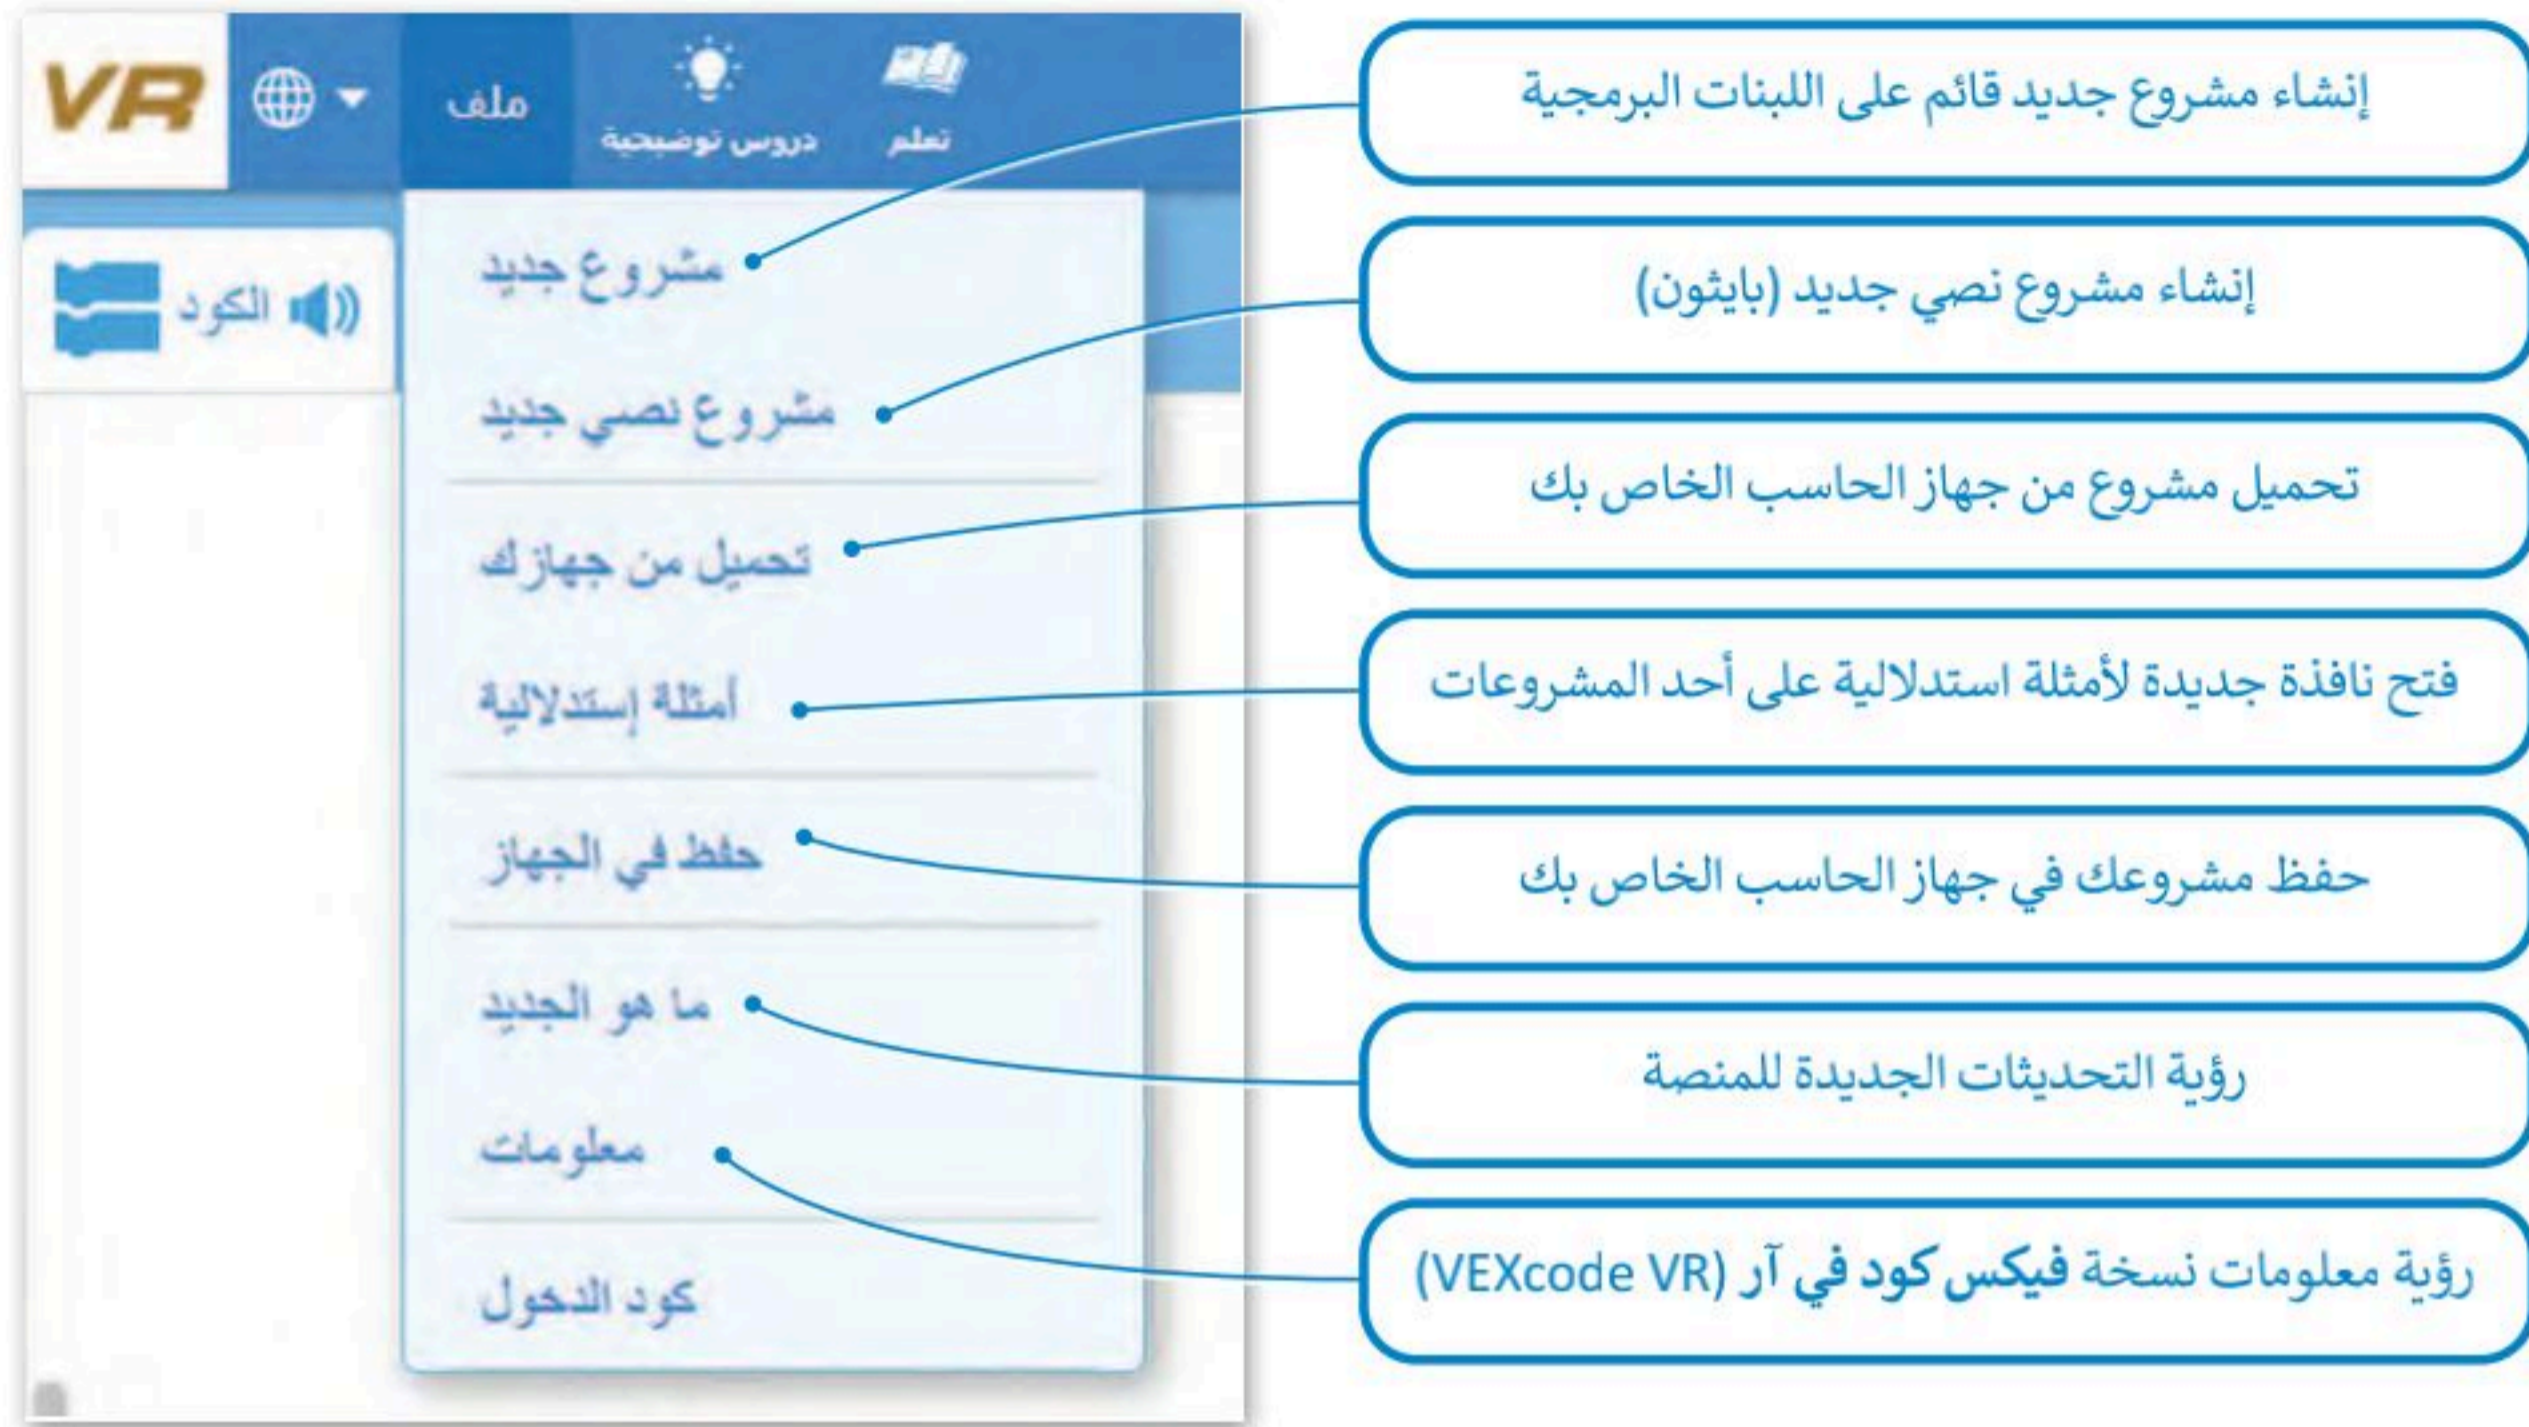 VR
ملف
دروس توضيحية
تعلم
الكود
مشروع جديد
مشروع نصي جديد
تحميل من جهازك
أمثلة إستدلالية
حفظ في الجهاز
ما هو الجديد
معلومات
كود الدخول
إنشاء مشروع جديد قائم على اللبنات البرمجية
إنشاء مشروع نصي جديد (بايثون)
تحميل مشروع من جهاز الحاسب الخاص بك
فتح نافذة جديدة لأمثلة استدلالية على أحد المشروعات
حفظ مشروعك في جهاز الحاسب الخاص بك
رؤية التحديثات الجديدة للمنصة
رؤية معلومات نسخة فيكس كود في آر (VEXcode VR)